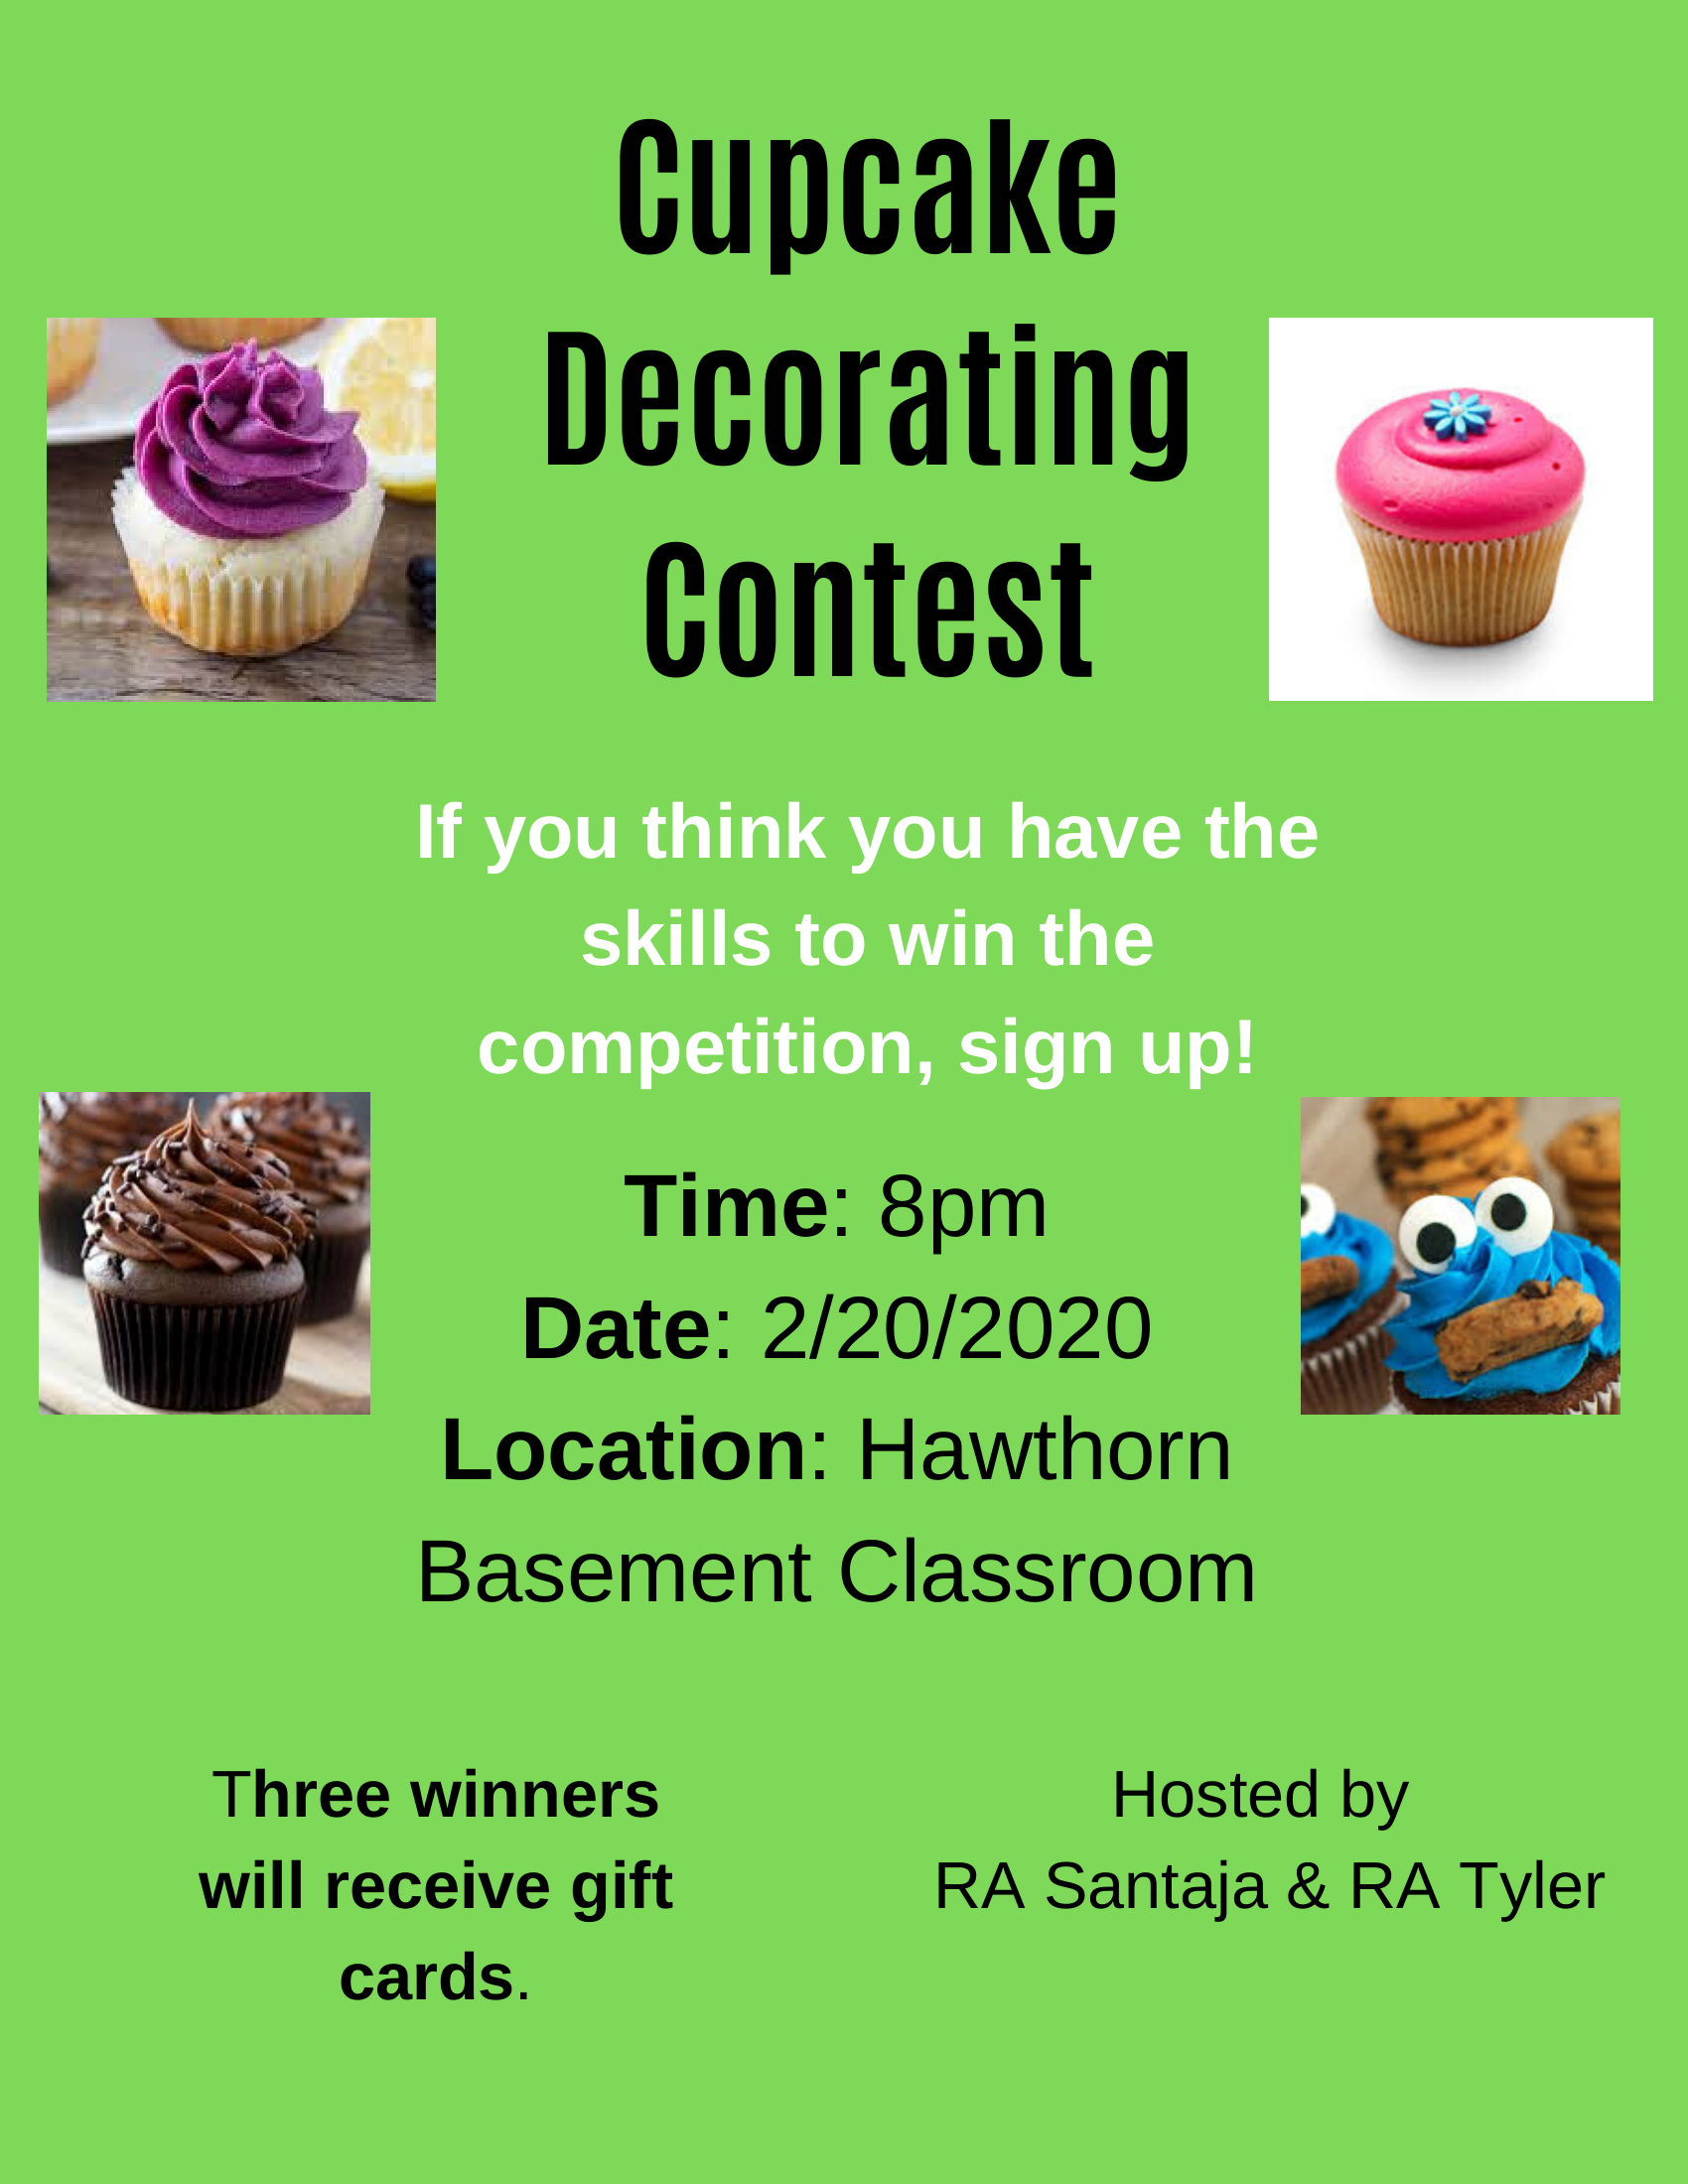 Cupcake
Decorating
Contest
If you think you have the
skills to win the
competition, sign up!
Time: 8pm
Date: 2/20/2020
Location: Hawthorn
Basement Classroom
Three winners
will receive gift
cards.
Hosted by
RA Santaja & RA Tyler